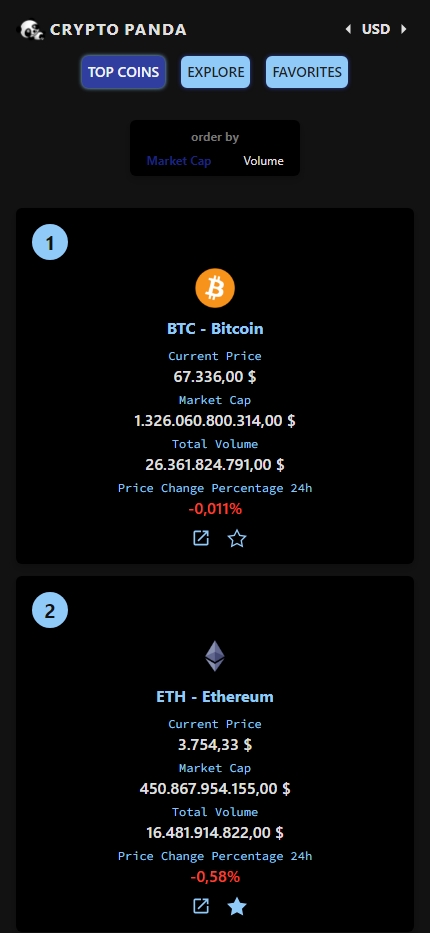 CRYPTO PANDA
USD
TOP COINS
EXPLORE
FAVORITES
order by
Market Cap
Volume
1
BTC - Bitcoin
Current Price
67.336,00 $
Market Cap
1.326.060.800.314,00 $
Total Volume
26.361.824.791,00 $
Price Change Percentage 24h
-0,011%
2
ETH - Ethereum
Current Price
3.754,33 $
Market Cap
450.867.954.155,00 $
Total Volume
16.481.914.822,00 $
Price Change Percentage 24h
-0,58%